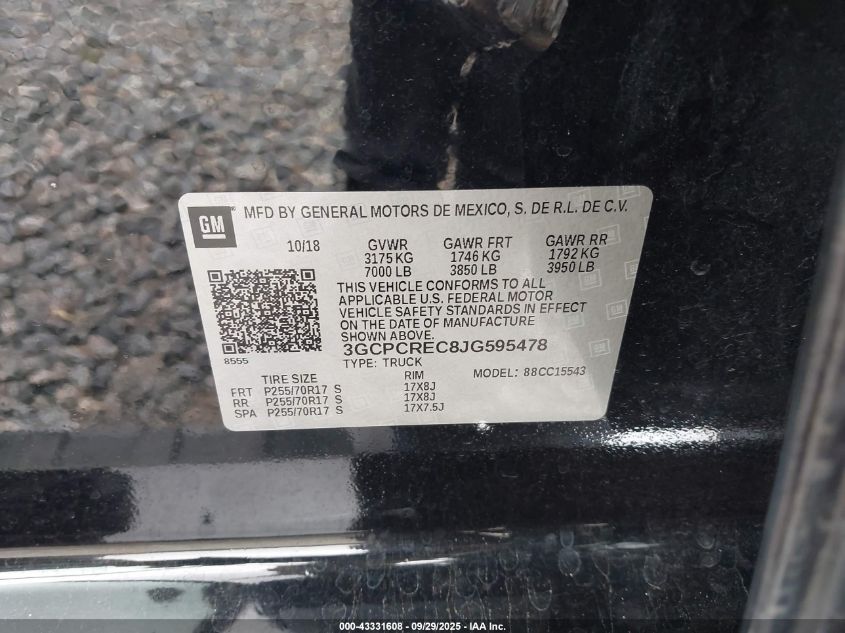 GM
MFD BY GENERAL MOTORS DE MEXICO, S. DE R.L. DE C.V.
10/18 GVWR GAWR FRT GAWR RR
3175 KG 1746 KG 1792 KG
7000 LB 3850 LB 3950 LB
THIS VEHICLE CONFORMS TO ALL
APPLICABLE U.S. FEDERAL MOTOR
VEHICLE SAFETY STANDARDS IN EFFECT
ON THE DATE OF MANUFACTURE
SHOWN ABOVE.
8555
3GCPCREC8JG595478
TYPE: TRUCK MODEL: 88CC15543
TIRE SIZE RIM
FRT P255/70R17 S 17X8J
RR P255/70R17 S 17X8J
SPA P255/70R17 S 17X7.5J
000-43331608 - 09/29/2025 - IAA Inc.